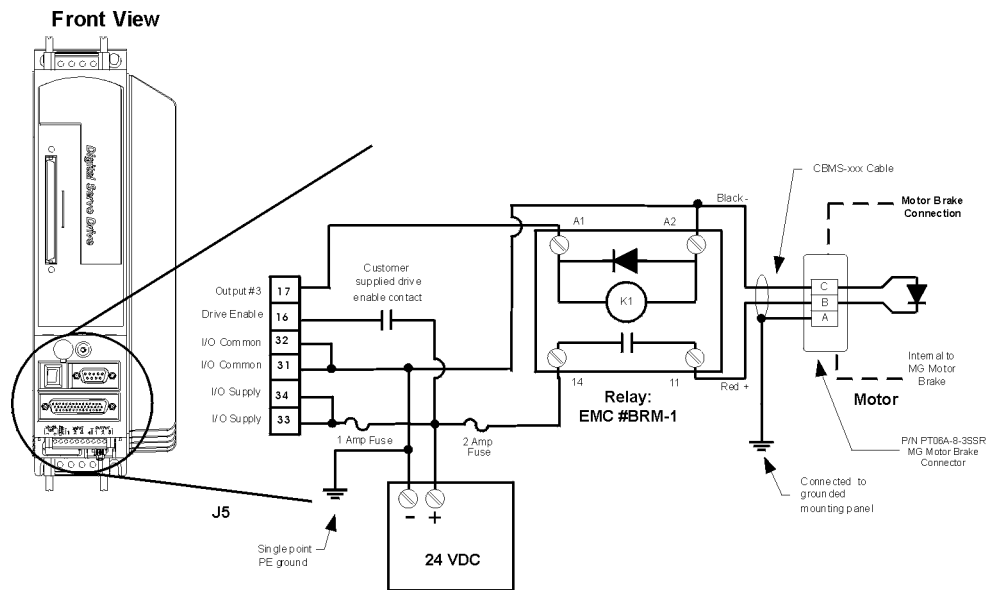 Front View
Digital Servo Drive
CBMS-xxx Cable
Black-
Motor Brake
Connection
A1
A2
Customer
supplied drive
enable contact
Output #3
17
Drive Enable
16
I/O Common
32
I/O Common
31
I/O Supply
34
I/O Supply
33
K1
C
B
A
14
11
Red +
Relay:
EMC #BRM-1
Internal to
MG Motor
Brake
Motor
1 Amp Fuse
2 Amp
Fuse
P/N PT06A-8-3SSR
MG Motor Brake
Connector
Connected to
grounded
mounting panel
J5
Single point
PE ground
- +
24 VDC